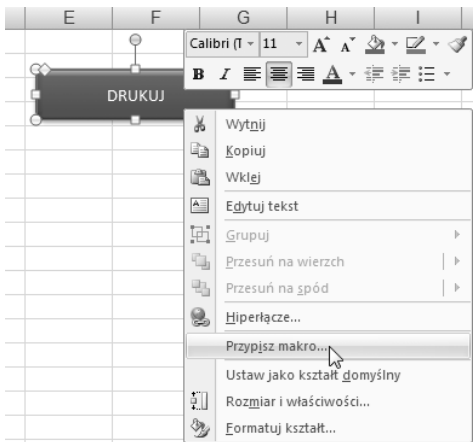 E F G H I
Calibri (T 11 A A
B I A
DRUKUJ
Wytnij
Kopiuj
Wklej
Edytuj tekst
Grupuj
Przesuń na wierzch
Przesuń na spód
Hiperłącze...
Przypisz makro...
Ustaw jako kształt domyślny
Rozmiar i właściwości...
Formatuj kształt...